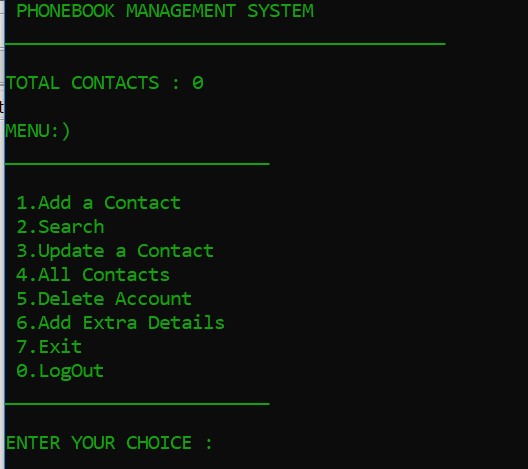 PHONEBOOK MANAGEMENT SYSTEM
TOTAL CONTACTS : 0
MENU:)
1.Add a Contact
2.Search
3.Update a Contact
4.All Contacts
5.Delete Account
6.Add Extra Details
7.Exit
0.LogOut
ENTER YOUR CHOICE :